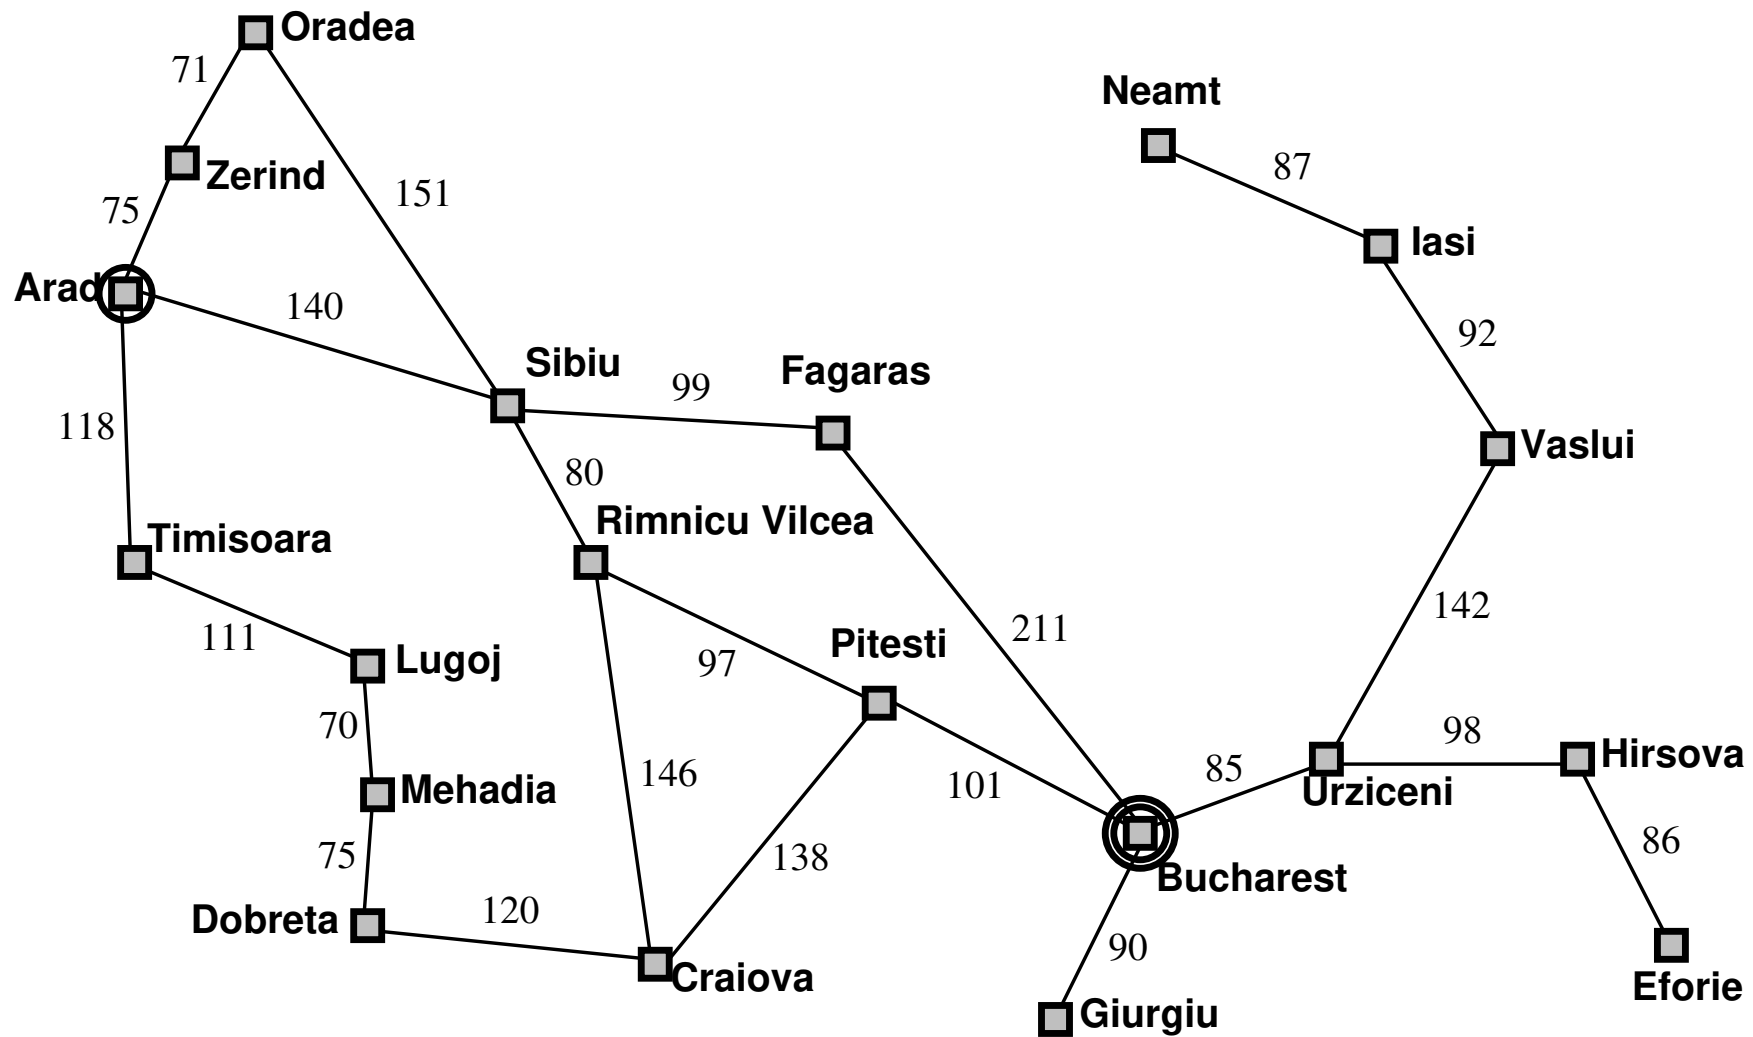 Oradea
71
Neamt
87
Zerind
151
75
Iasi
Arad
140
92
Sibiu
Fagaras
99
118
Vaslui
80
Rimnicu Vilcea
Timisoara
142
211
Pitesti
111
97
Lugoj
70
98
Hirsova
146
85
101
Mehadia
Urziceni
86
75
138
Bucharest
120
Dobreta
90
Craiova
Eforie
Giurgiu